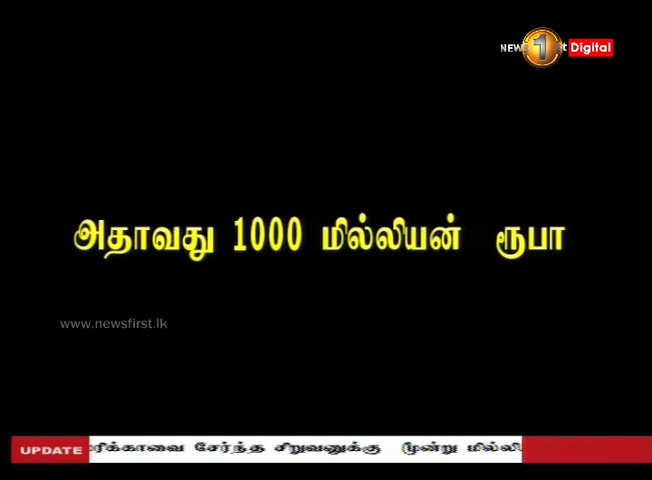 NEWS 1st Digital
அதாவது 1000 மில்லியன் ரூபா
www.newsfirst.lk
UPDATE சேர்ந்த சிறுவனுக்கு மூன்று